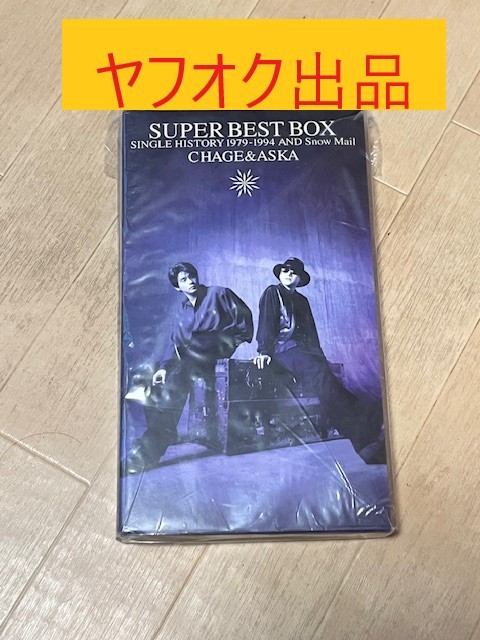 ヤフオク出品
SUPER BEST BOX
SINGLE HISTORY 1979-1994 AND Snow Mail
CHAGE&ASKA